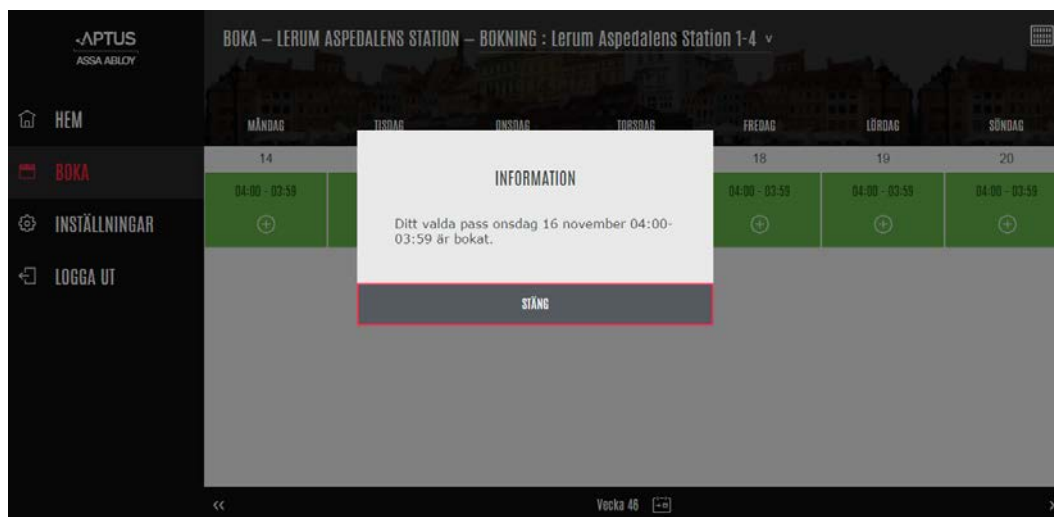 APTUS
ASSA ABLOY
HEM
BOKA
INSTÄLLNINGAR
LOGGA UT
BOKA – LERUM ASPEDALENS STATION – BOKNING : Lerum Aspedalens Station 1-4
MÅNDAG TISDAG ONSDAG TORSDAG FREDAG LÖRDAG SÖNDAG
14 18 19 20
04:00 - 03:59 04:00 - 03:59 04:00 - 03:59 04:00 - 03:59
INFORMATION
Ditt valda pass onsdag 16 november 04:00-
03:59 är bokat.
STÄNG
<< Vecka 46